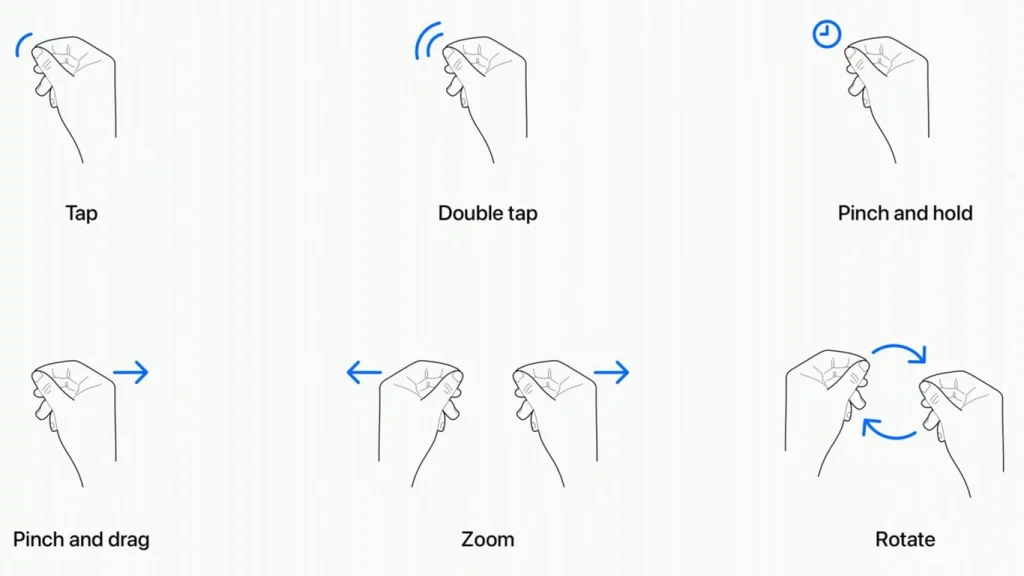 Tap
Double tap
Pinch and hold
Pinch and drag
Zoom
Rotate